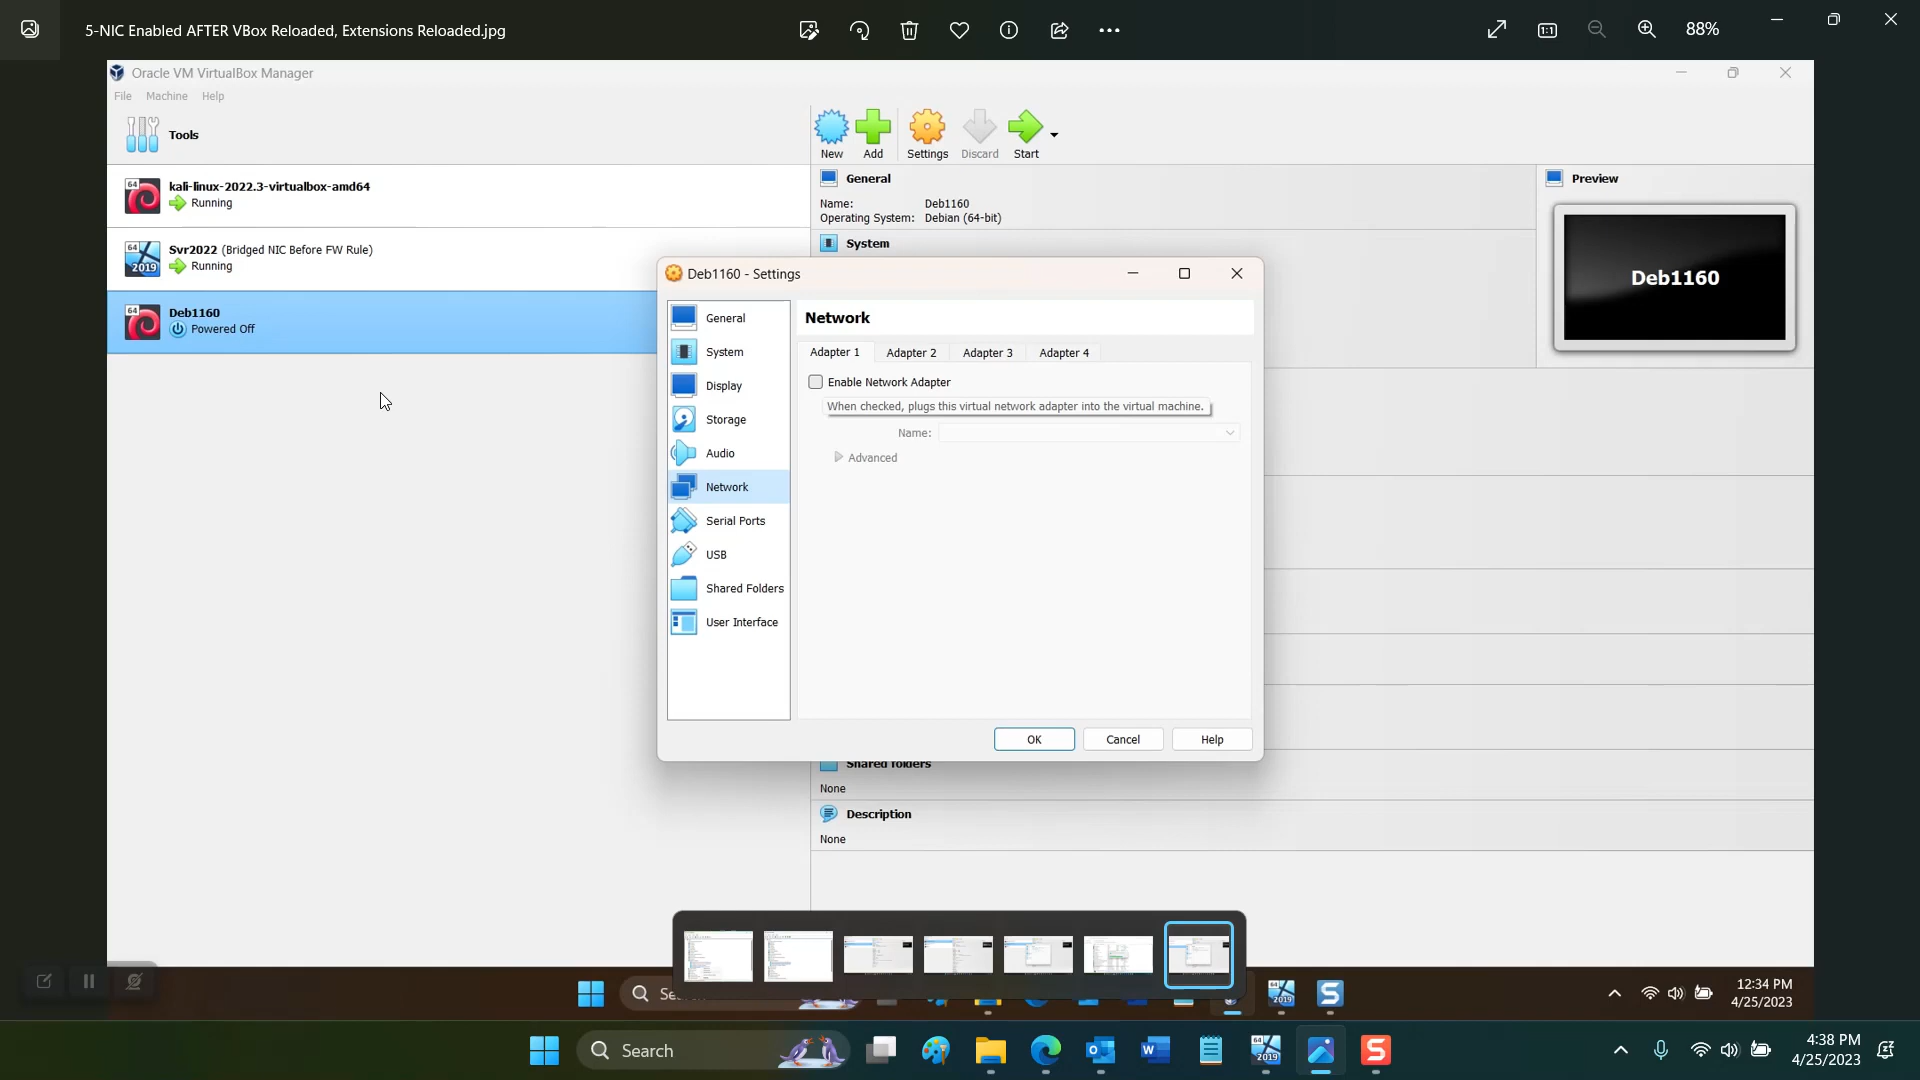 5-NIC Enabled AFTER VBox Reloaded, Extensions Reloaded.jpg
88%
Oracle VM VirtualBox Manager
File Machine Help
Tools
New Add Settings Discard Start
64
kali-linux-2022.3-virtualbox-amd64
Running
64
2019
Svr2022 (Bridged NIC Before FW Rule)
Running
64
Deb1160
Powered Off
General
Name: Deb1160
Operating System: Debian (64-bit)
System
Preview
Deb1160
Deb1160 - Settings
General
System
Display
Storage
Audio
Network
Serial Ports
USB
Shared Folders
User Interface
Network
Adapter 1 Adapter 2 Adapter 3 Adapter 4
Enable Network Adapter
When checked, plugs this virtual network adapter into the virtual machine.
Name:
Advanced
OK Cancel Help
Shared folders
None
Description
None
12:34 PM
4/25/2023
Search
4:38 PM
4/25/2023